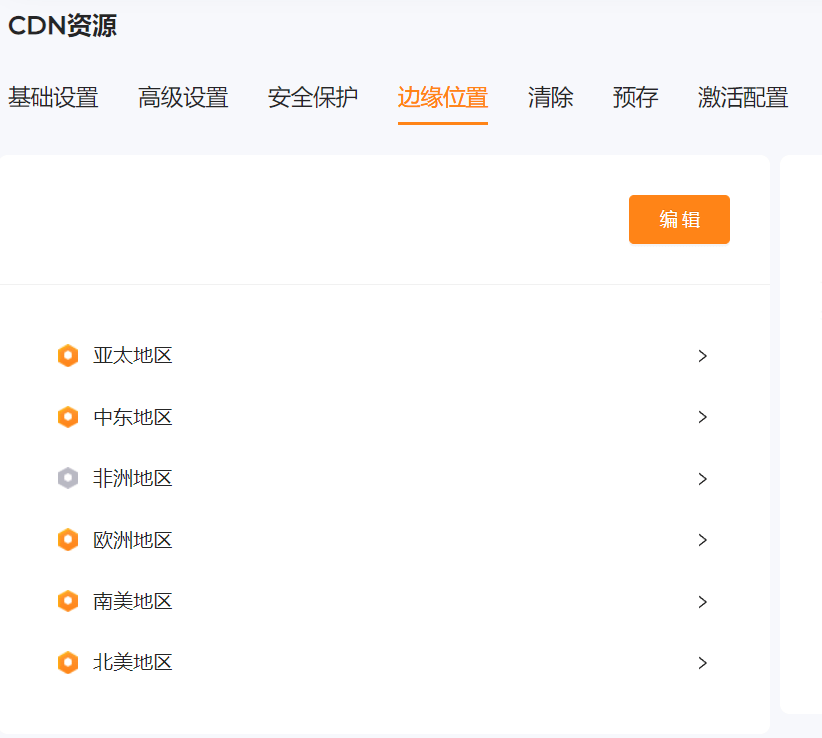 CDN资源
基础设置 高级设置 安全保护 边缘位置 清除 预存 激活配置
编辑
亚太地区
中东地区
非洲地区
欧洲地区
南美地区
北美地区